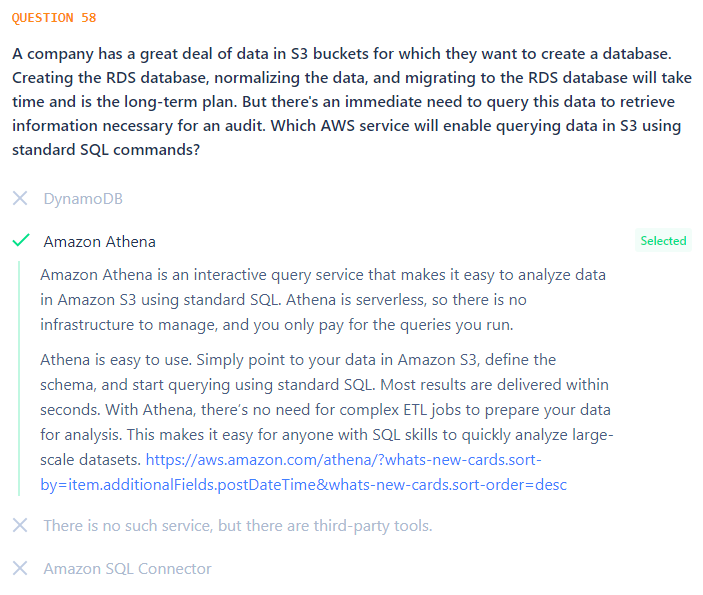 QUESTION 58
A company has a great deal of data in S3 buckets for which they want to create a database.
Creating the RDS database, normalizing the data, and migrating to the RDS database will take
time and is the long-term plan. But there's an immediate need to query this data to retrieve
information necessary for an audit. Which AWS service will enable querying data in S3 using
standard SQL commands?
DynamoDB
Amazon Athena
Selected
Amazon Athena is an interactive query service that makes it easy to analyze data
in Amazon S3 using standard SQL. Athena is serverless, so there is no
infrastructure to manage, and you only pay for the queries you run.
Athena is easy to use. Simply point to your data in Amazon S3, define the
schema, and start querying using standard SQL. Most results are delivered within
seconds. With Athena, there's no need for complex ETL jobs to prepare your data
for analysis. This makes it easy for anyone with SQL skills to quickly analyze large-
scale datasets. https://aws.amazon.com/athena/?whats-new-cards.sort-
by=item.additionalFields.postDateTime&whats-new-cards.sort-order=desc
There is no such service, but there are third-party tools.
Amazon SQL Connector